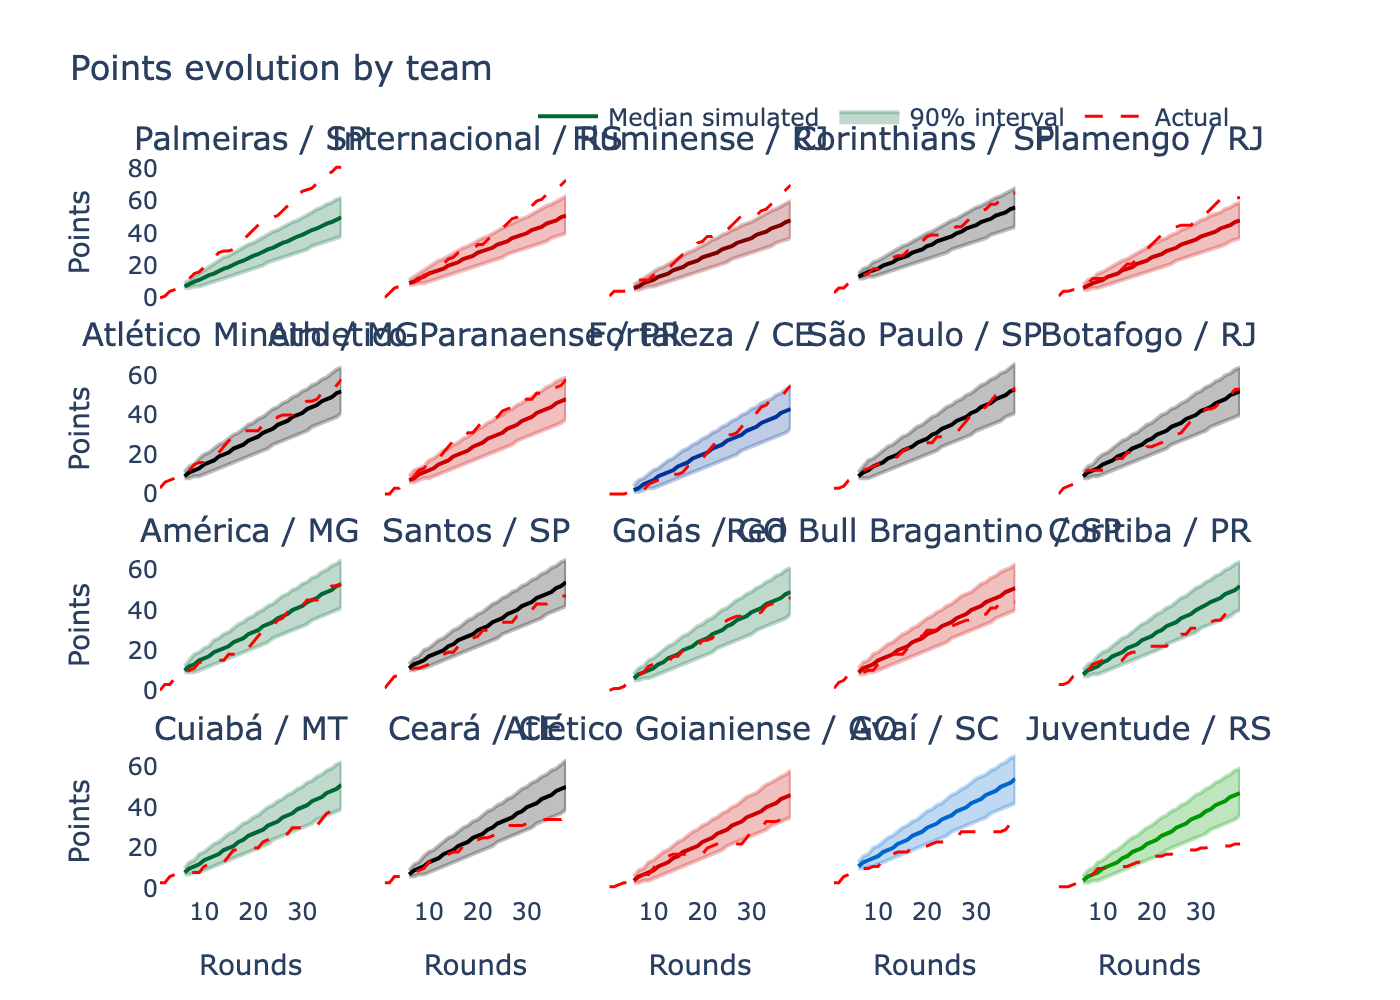 Points evolution by team
Median simulated 90% interval Actual
Palmeiras / SP Internacional / RS Fluminense / RJ Corinthians / SP Flamengo / RJ
80
60
40
20
0
Points
Atlético Mineiro / MG Athletico Paranaense / PR Fortaleza / CE São Paulo / SP Botafogo / RJ
60
40
20
0
Points
América / MG Santos / SP Goiás / GO Red Bull Bragantino / SP Coritiba / PR
60
40
20
0
Points
Cuiabá / MT Ceará / CE Atlético Goianiense / GO Avaí / SC Juventude / RS
60
40
20
0
Points
10 20 30 10 20 30 10 20 30 10 20 30 10 20 30
Rounds Rounds Rounds Rounds Rounds